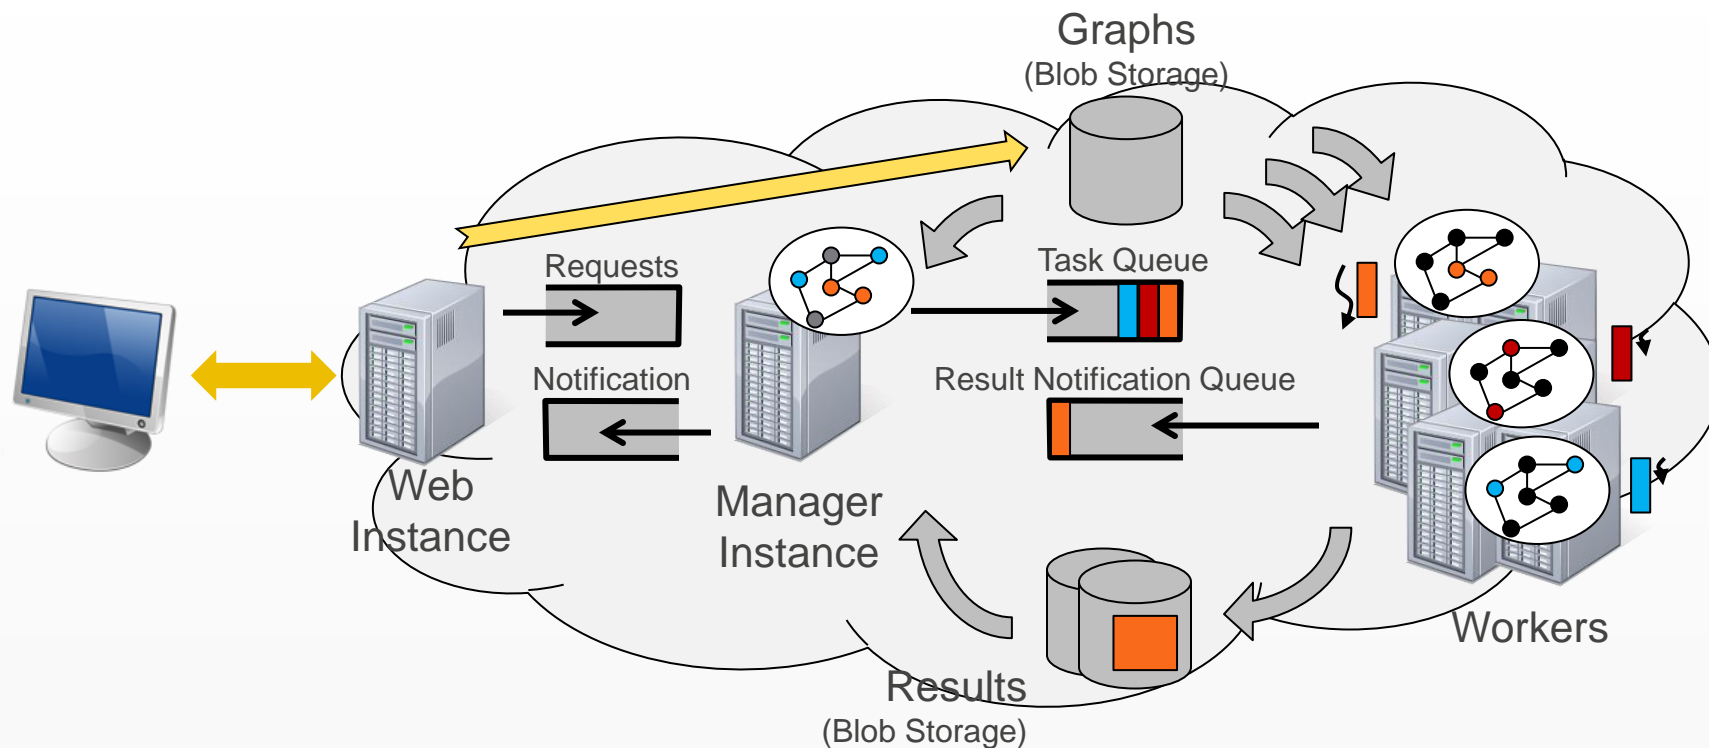 Graphs
(Blob Storage)
Requests
Task Queue
Notification
Result Notification Queue
Web
Instance
Manager
Instance
Workers
Results
(Blob Storage)